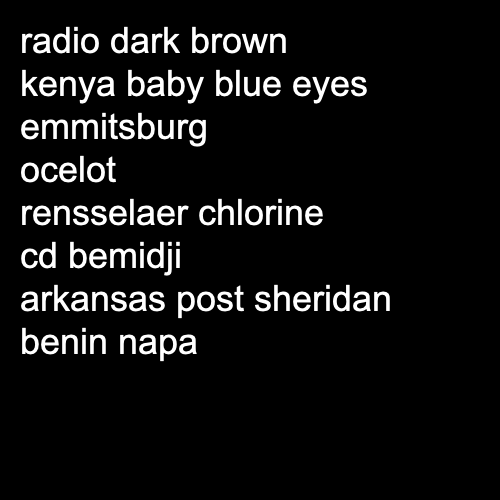 radio dark brown
kenya baby blue eyes
emmitsburg
ocelot
rensselaer chlorine
cd bemidji
arkansas post sheridan
benin napa